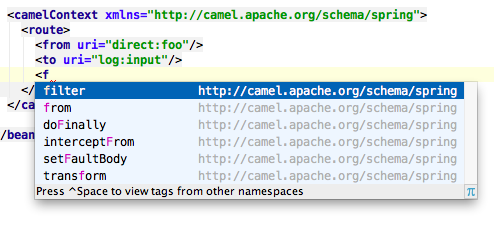 <camelContext xmlns="http://camel.apache.org/schema/spring">
<route>
<from uri="direct:foo"/>
<to uri="log:input"/>
<f
filter http://camel.apache.org/schema/spring
from http://camel.apache.org/schema/spring
doFinally http://camel.apache.org/schema/spring
interceptFrom http://camel.apache.org/schema/spring
setFaultBody http://camel.apache.org/schema/spring
transform http://camel.apache.org/schema/spring
Press ^Space to view tags from other namespaces π
</
</ca
/bean